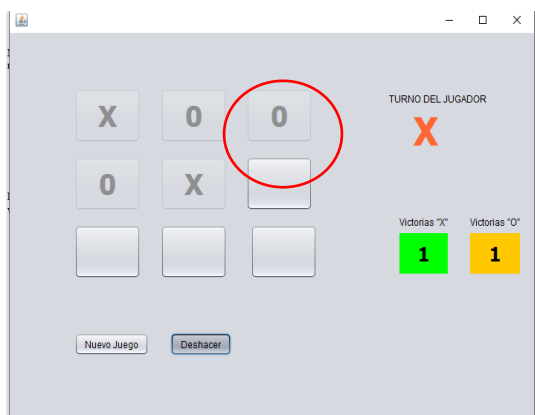 TURNO DEL JUGADOR
X
X 0 0
0 X
Victorias "X" Victorias "O"
1 1
Nuevo Juego Deshacer